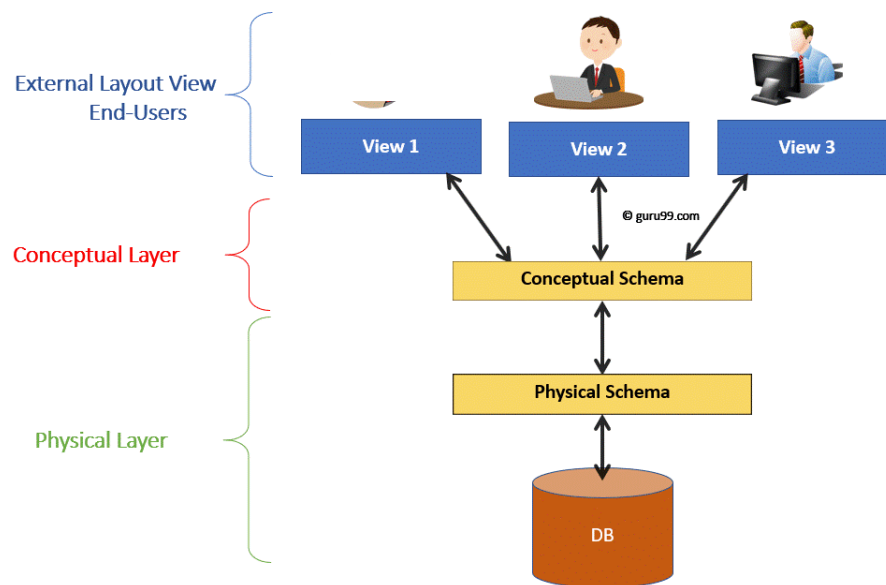 External Layout View
End-Users
View 1
View 2
View 3
© guru99.com
Conceptual Layer
Conceptual Schema
Physical Schema
Physical Layer
DB